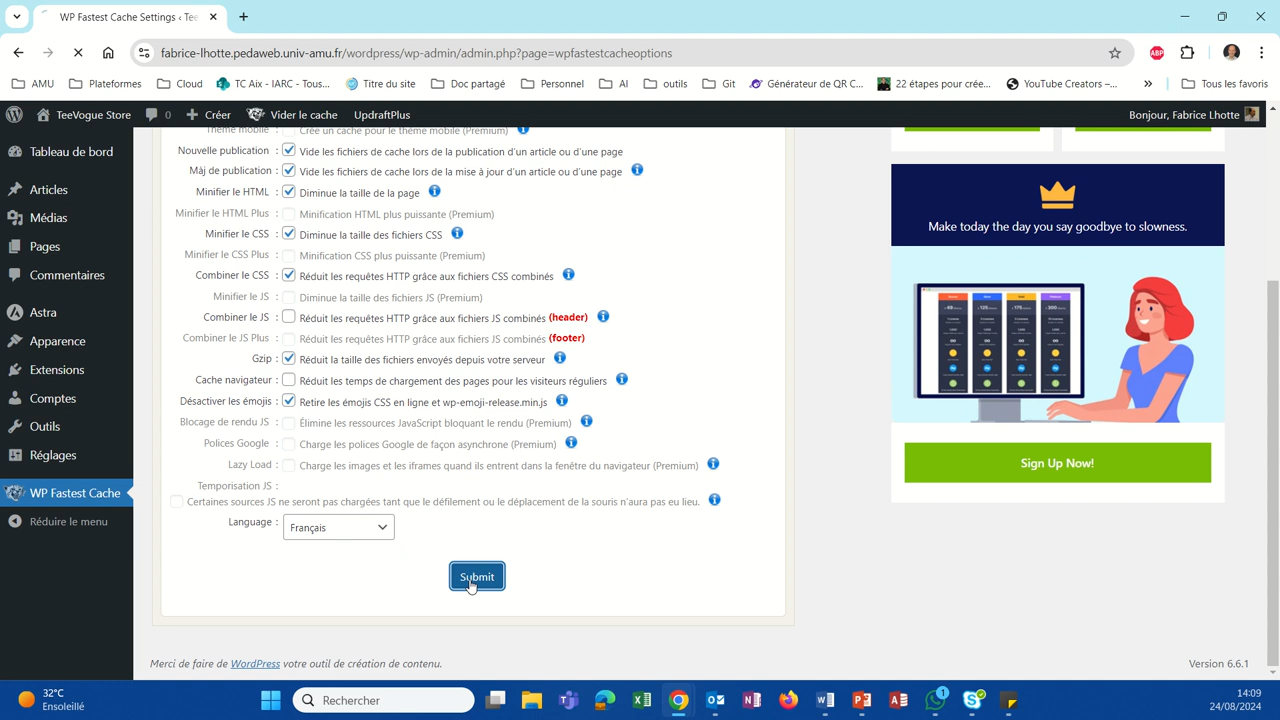 WP Fastest Cache Settings ‹ Tee
fabrice-lhotte.pedaweb.univ-amu.fr/wordpress/wp-admin/admin.php?page=wpfastestcacheoptions
ABP
AMU
Plateformes
Cloud
TC Aix - IARC - Tous...
Titre du site
Doc partagé
Personnel
AI
outils
Git
Générateur de QR C...
22 étapes pour crée...
YouTube Creators –...
»
Tous les favoris
TeeVogue Store
0
Créer
Vider le cache
UpdraftPlus
Bonjour, Fabrice Lhotte
Tableau de bord
Articles
Médias
Pages
Commentaires
Astra
Apparence
Extensions
Comptes
Outils
Réglages
WP Fastest Cache
Réduire le menu
Thème mobile : Crée un cache pour le thème mobile (Premium)
Nouvelle publication : Vide les fichiers de cache lors de la publication d'un article ou d'une page
Màj de publication : Vide les fichiers de cache lors de la mise à jour d'un article ou d'une page
Minifier le HTML : Diminue la taille de la page
Minifier le HTML Plus : Minification HTML plus puissante (Premium)
Minifier le CSS : Diminue la taille des fichiers CSS
Minifier le CSS Plus : Minification CSS plus puissante (Premium)
Combiner le CSS : Réduit les requêtes HTTP grâce aux fichiers CSS combinés
Minifier le JS : Diminue la taille des fichiers JS (Premium)
Combiner le JS : Réduit les requêtes HTTP grâce aux fichiers JS combinés (header)
Combiner le JS Plus : Réduit les requêtes HTTP grâce aux fichiers JS combinés (footer)
Gzip : Réduit la taille des fichiers envoyés depuis votre serveur
Cache navigateur : Réduit les temps de chargement des pages pour les visiteurs réguliers
Désactiver les émojis : Retire les émojis CSS en ligne et wp-emoji-release.min.js
Blocage de rendu JS : Élimine les ressources JavaScript bloquant le rendu (Premium)
Polices Google : Charge les polices Google de façon asynchrone (Premium)
Lazy Load : Charge les images et les iframes quand ils entrent dans la fenêtre du navigateur (Premium)
Temporisation JS :
Certaines sources JS ne seront pas chargées tant que le défilement ou le déplacement de la souris n'aura pas eu lieu.
Language : Français
Submit
Make today the day you say goodbye to slowness.
Sign Up Now!
Merci de faire de WordPress votre outil de création de contenu.
Version 6.6.1
32°C
Ensoleillé
Rechercher
1
14:09
24/08/2024